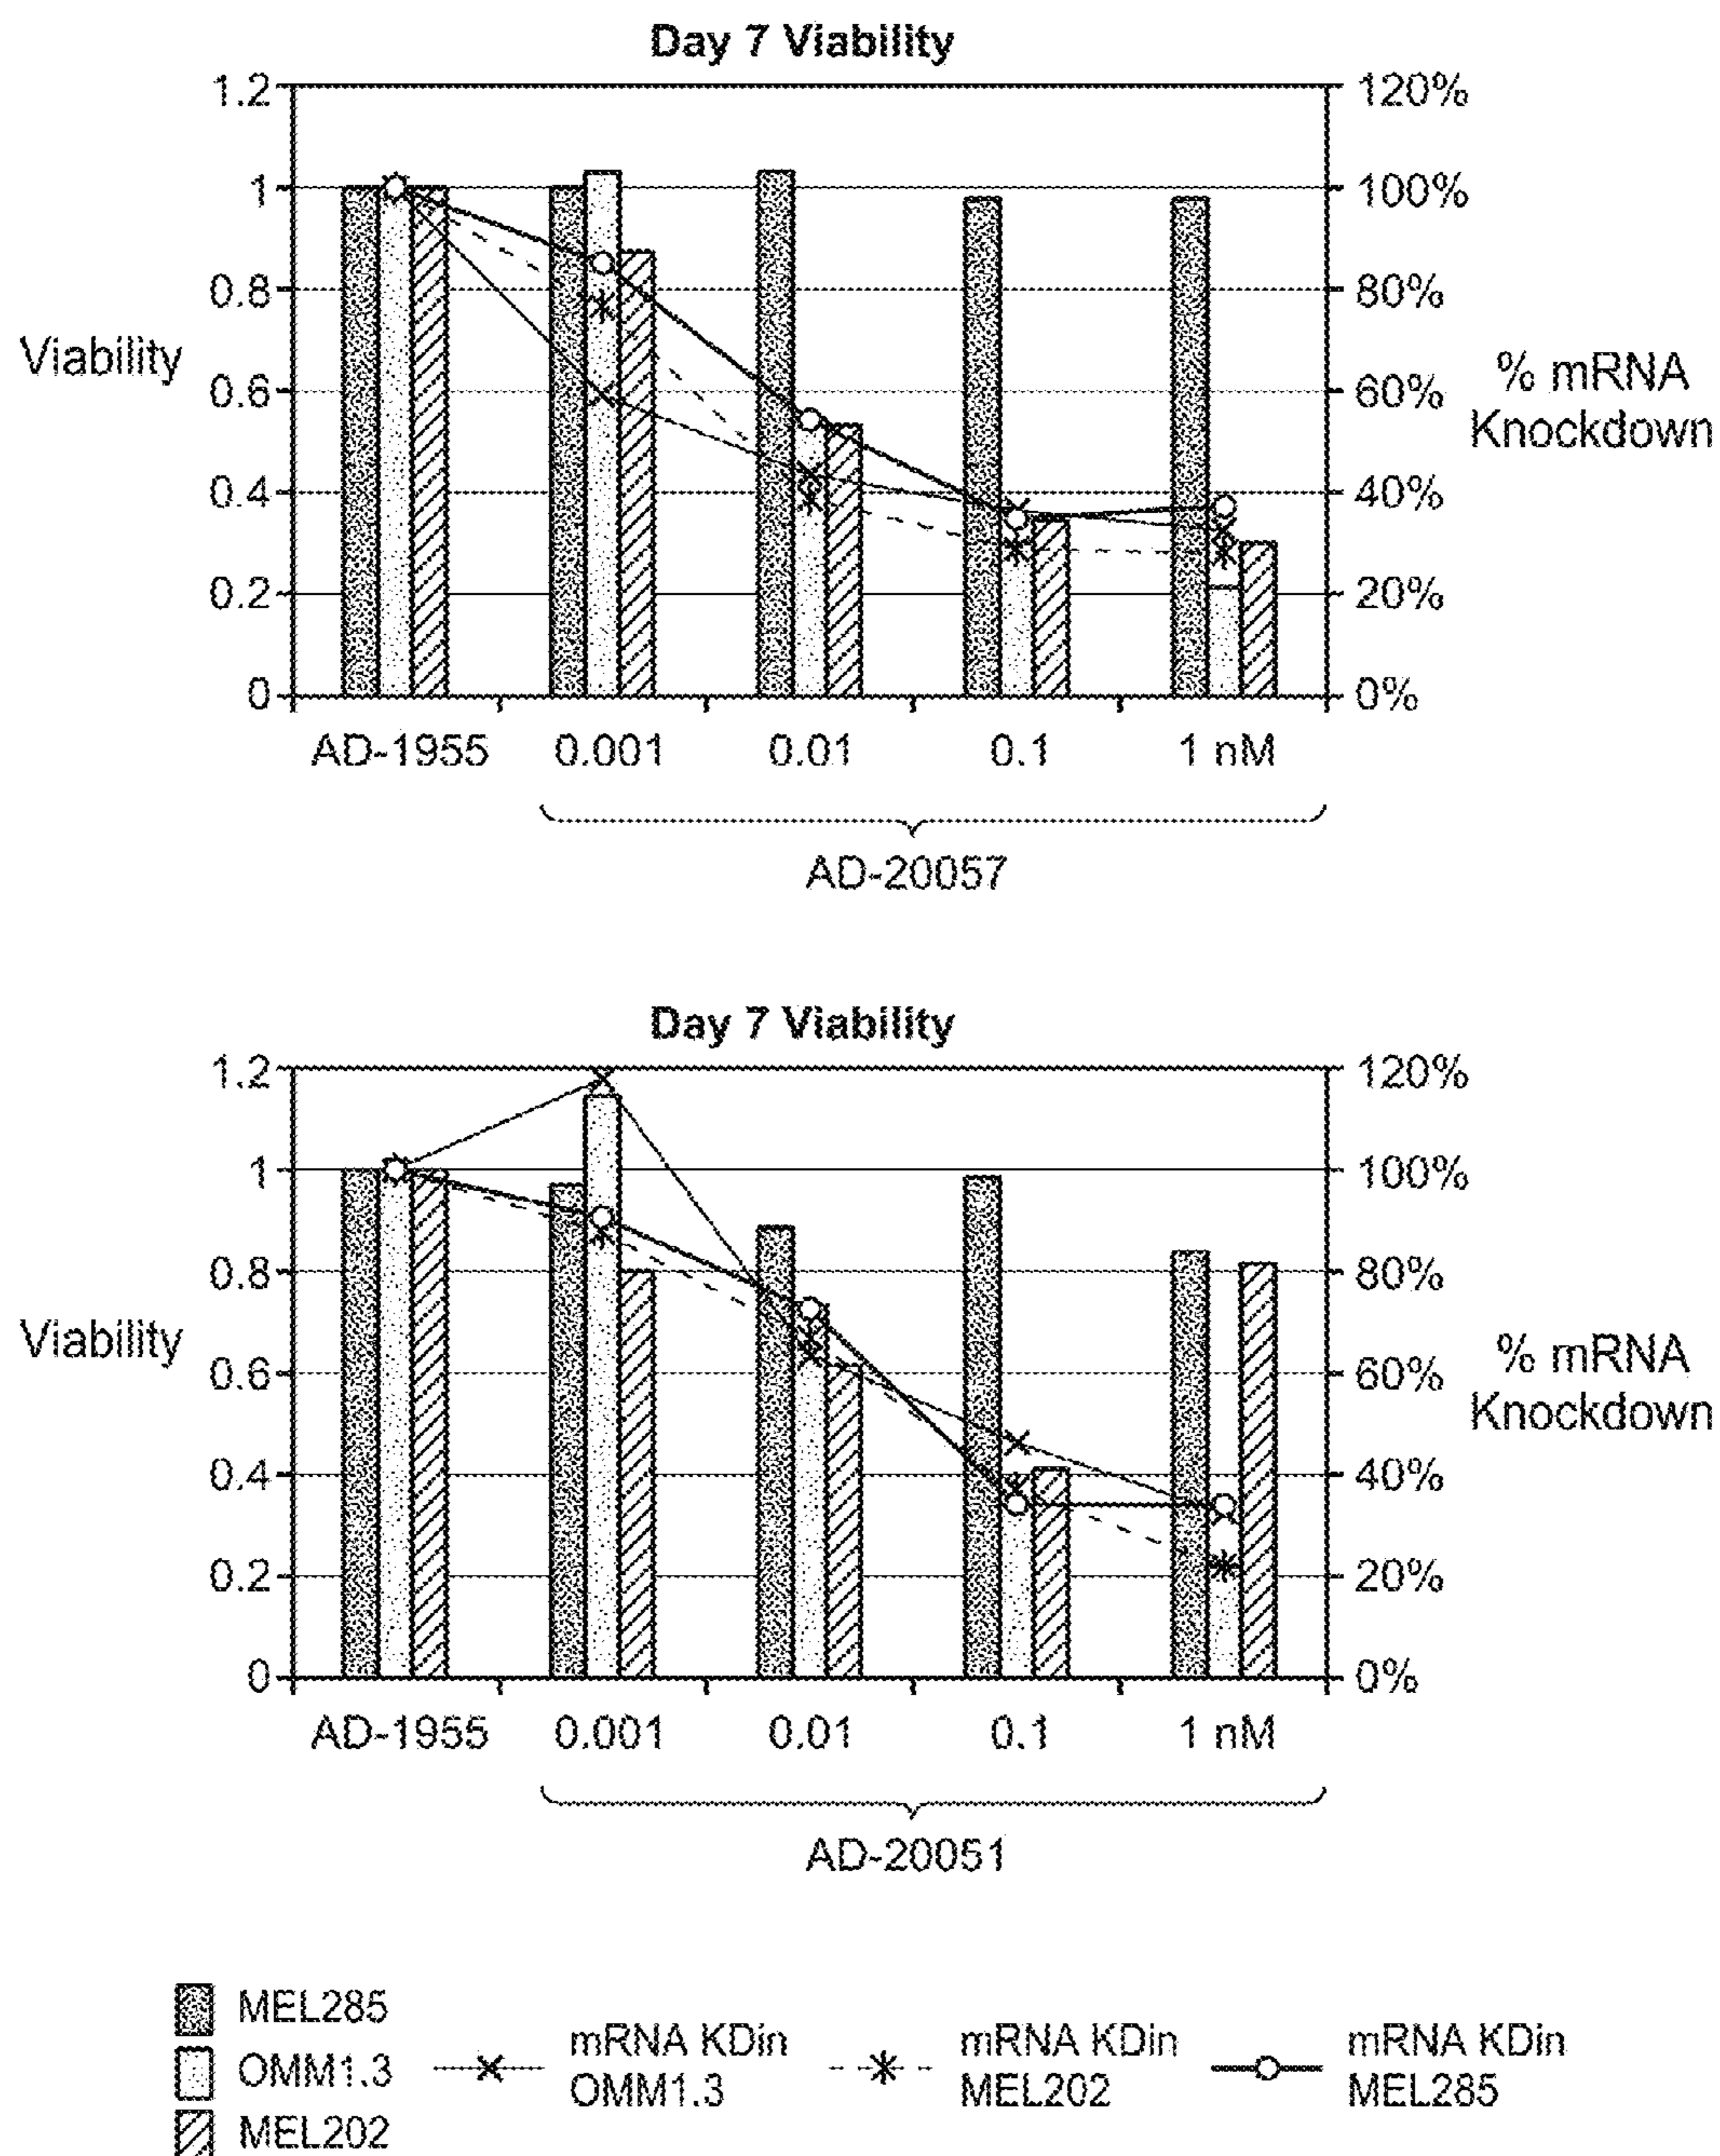 Day 7 Viability
1.2
1
0.8
0.6
0.4
0.2
0
Viability
120%
100%
80%
60%
40%
20%
0%
% mRNA
Knockdown
AD-1955 0.001 0.01 0.1 1 nM
AD-20057
Day 7 Viability
1.2
1
0.8
0.6
0.4
0.2
0
Viability
120%
100%
80%
60%
40%
20%
0%
% mRNA
Knockdown
AD-1955 0.001 0.01 0.1 1 nM
AD-20051
MEL285
OMM1.3
MEL202
mRNA KDin
OMM1.3
mRNA KDin
MEL202
mRNA KDin
MEL285